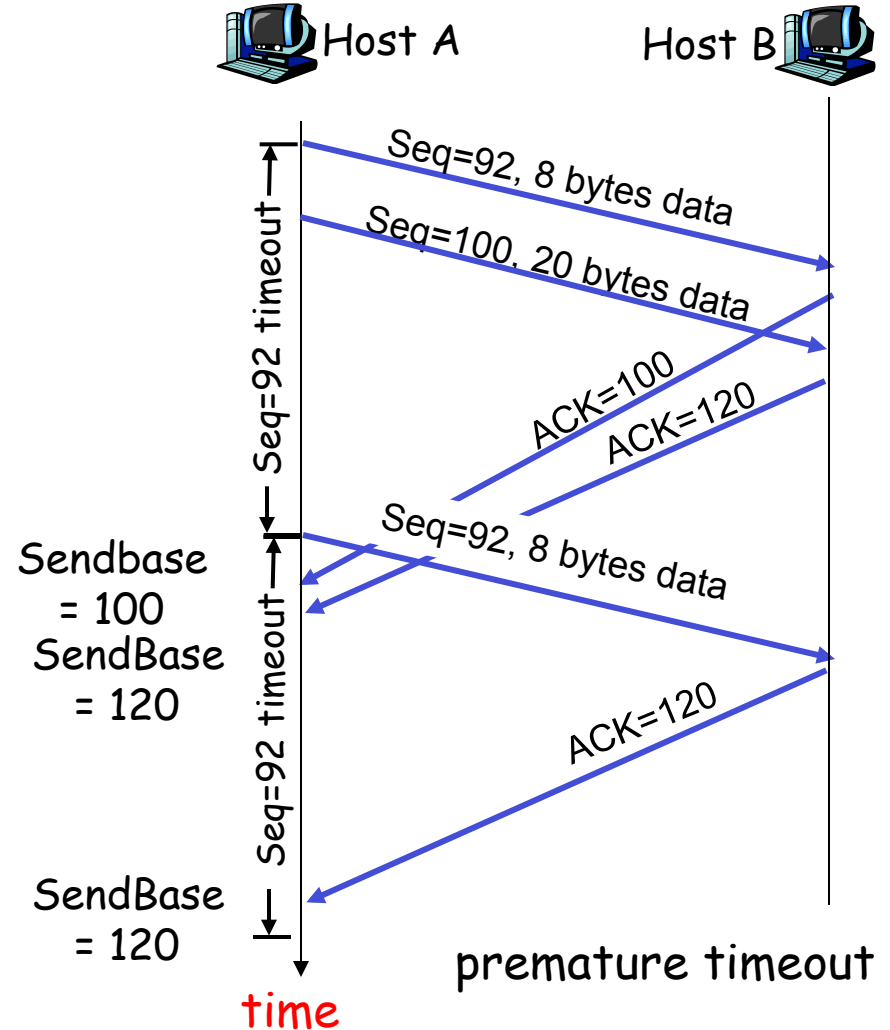 Host A
Host B
Seq=92, 8 bytes data
Seq=100, 20 bytes data
Seq=92 timeout
ACK=100
ACK=120
Seq=92, 8 bytes data
Sendbase
= 100
SendBase
= 120
Seq=92 timeout
ACK=120
SendBase
= 120
premature timeout
time